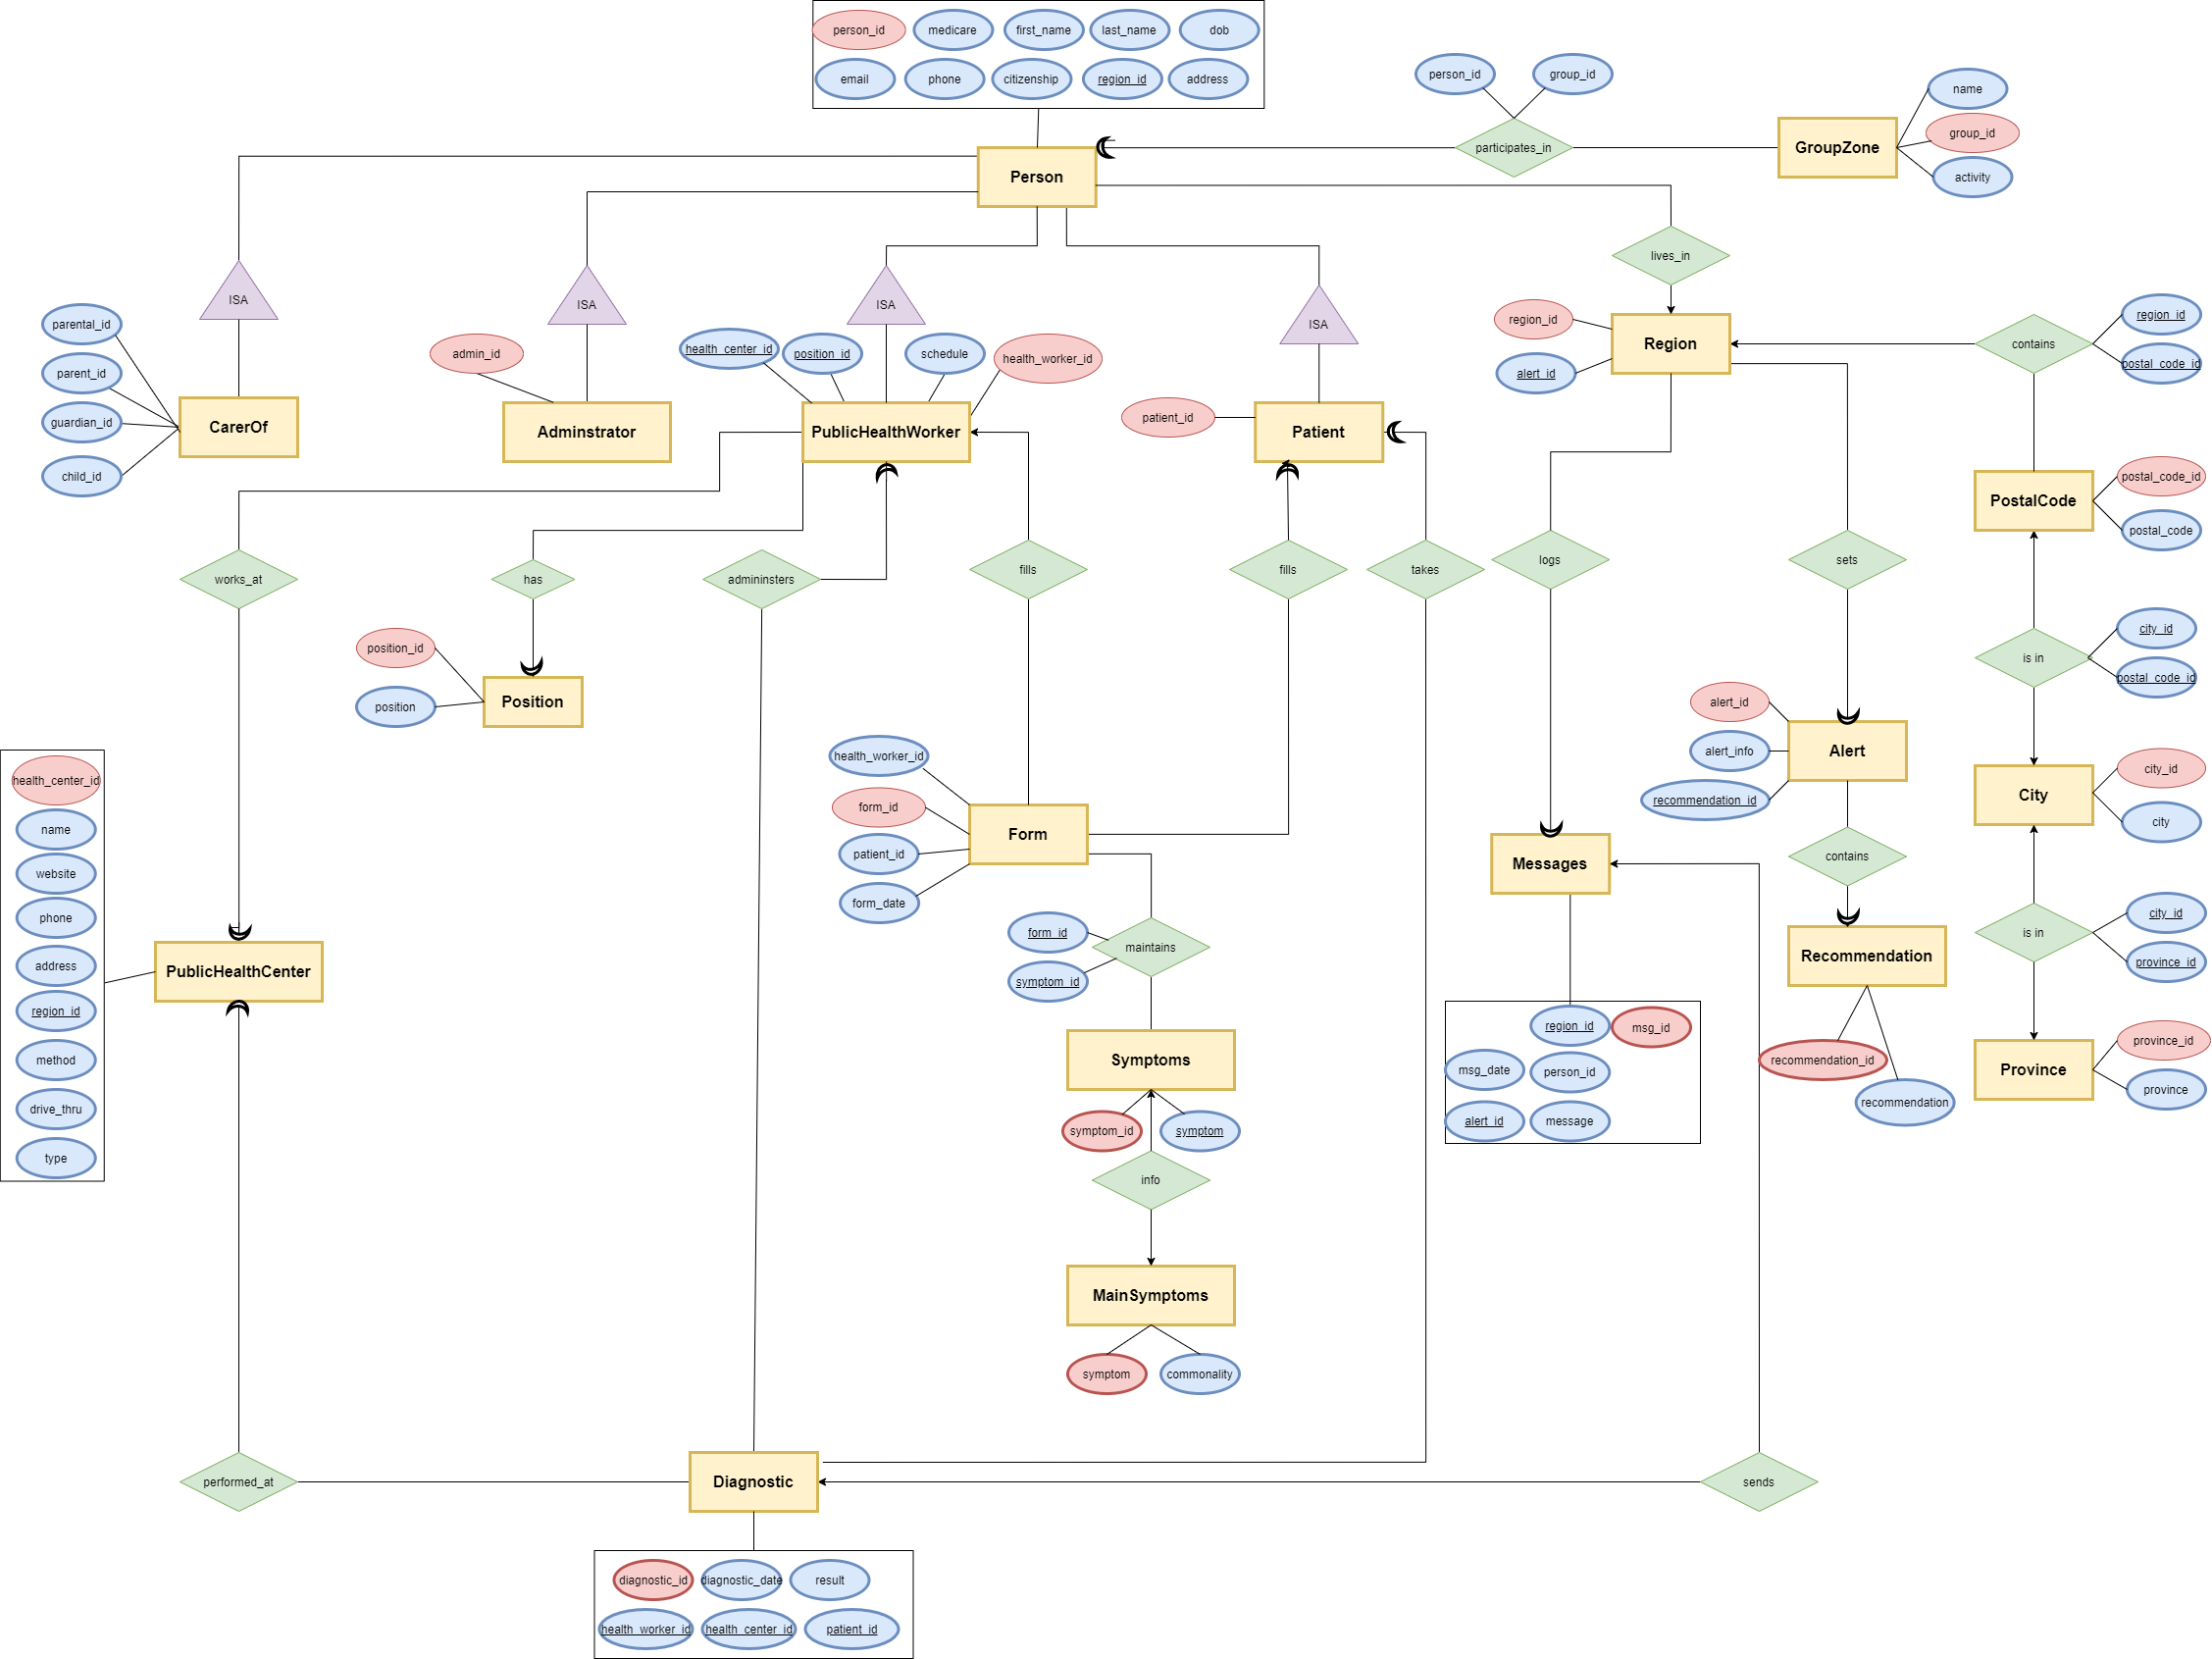 person_id
medicare
first_name
last_name
dob
email
phone
citizenship
region_id
address
person_id
group_id
name
group_id
activity
participates_in
GroupZone
Person
lives_in
ISA
ISA
ISA
ISA
parental_id
parent_id
guardian_id
child_id
CarerOf
admin_id
Adminstrator
health_center_id
position_id
schedule
health_worker_id
PublicHealthWorker
patient_id
Patient
region_id
alert_id
Region
contains
region_id
postal_code_id
PostalCode
postal_code_id
postal_code
works_at
has
admininsters
fills
fills
takes
logs
sets
is in
city_id
postal_code_id
position_id
position
Position
alert_id
alert_info
recommendation_id
Alert
City
city_id
city
health_center_id
name
website
phone
address
region_id
method
drive_thru
type
PublicHealthCenter
health_worker_id
form_id
patient_id
form_date
Form
Messages
contains
is in
city_id
province_id
form_id
symptom_id
maintains
Recommendation
recommendation_id
recommendation
Province
province_id
province
region_id
msg_id
msg_date
person_id
alert_id
message
Symptoms
symptom_id
symptom
info
MainSymptoms
symptom
commonality
performed_at
Diagnostic
sends
diagnostic_id
diagnostic_date
result
health_worker_id
health_center_id
patient_id